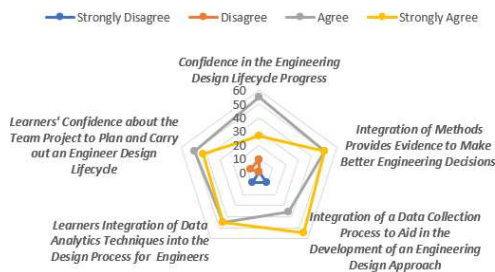 Strongly Disagree Disagree Agree Strongly Agree
Confidence in the Engineering
Design Lifecycle Progress
60
50
40
30
20
10
0
Learners' Confidence about the
Team Project to Plan and Carry
out an Engineer Design
Lifecycle
Integration of Methods
Provides Evidence to Make
Better Engineering Decisions
Learners Integration of Data
Analytics Techniques into the
Design Process for Engineers
Integration of a Data Collection
Process to Aid in the
Development of an Engineering
Design Approach